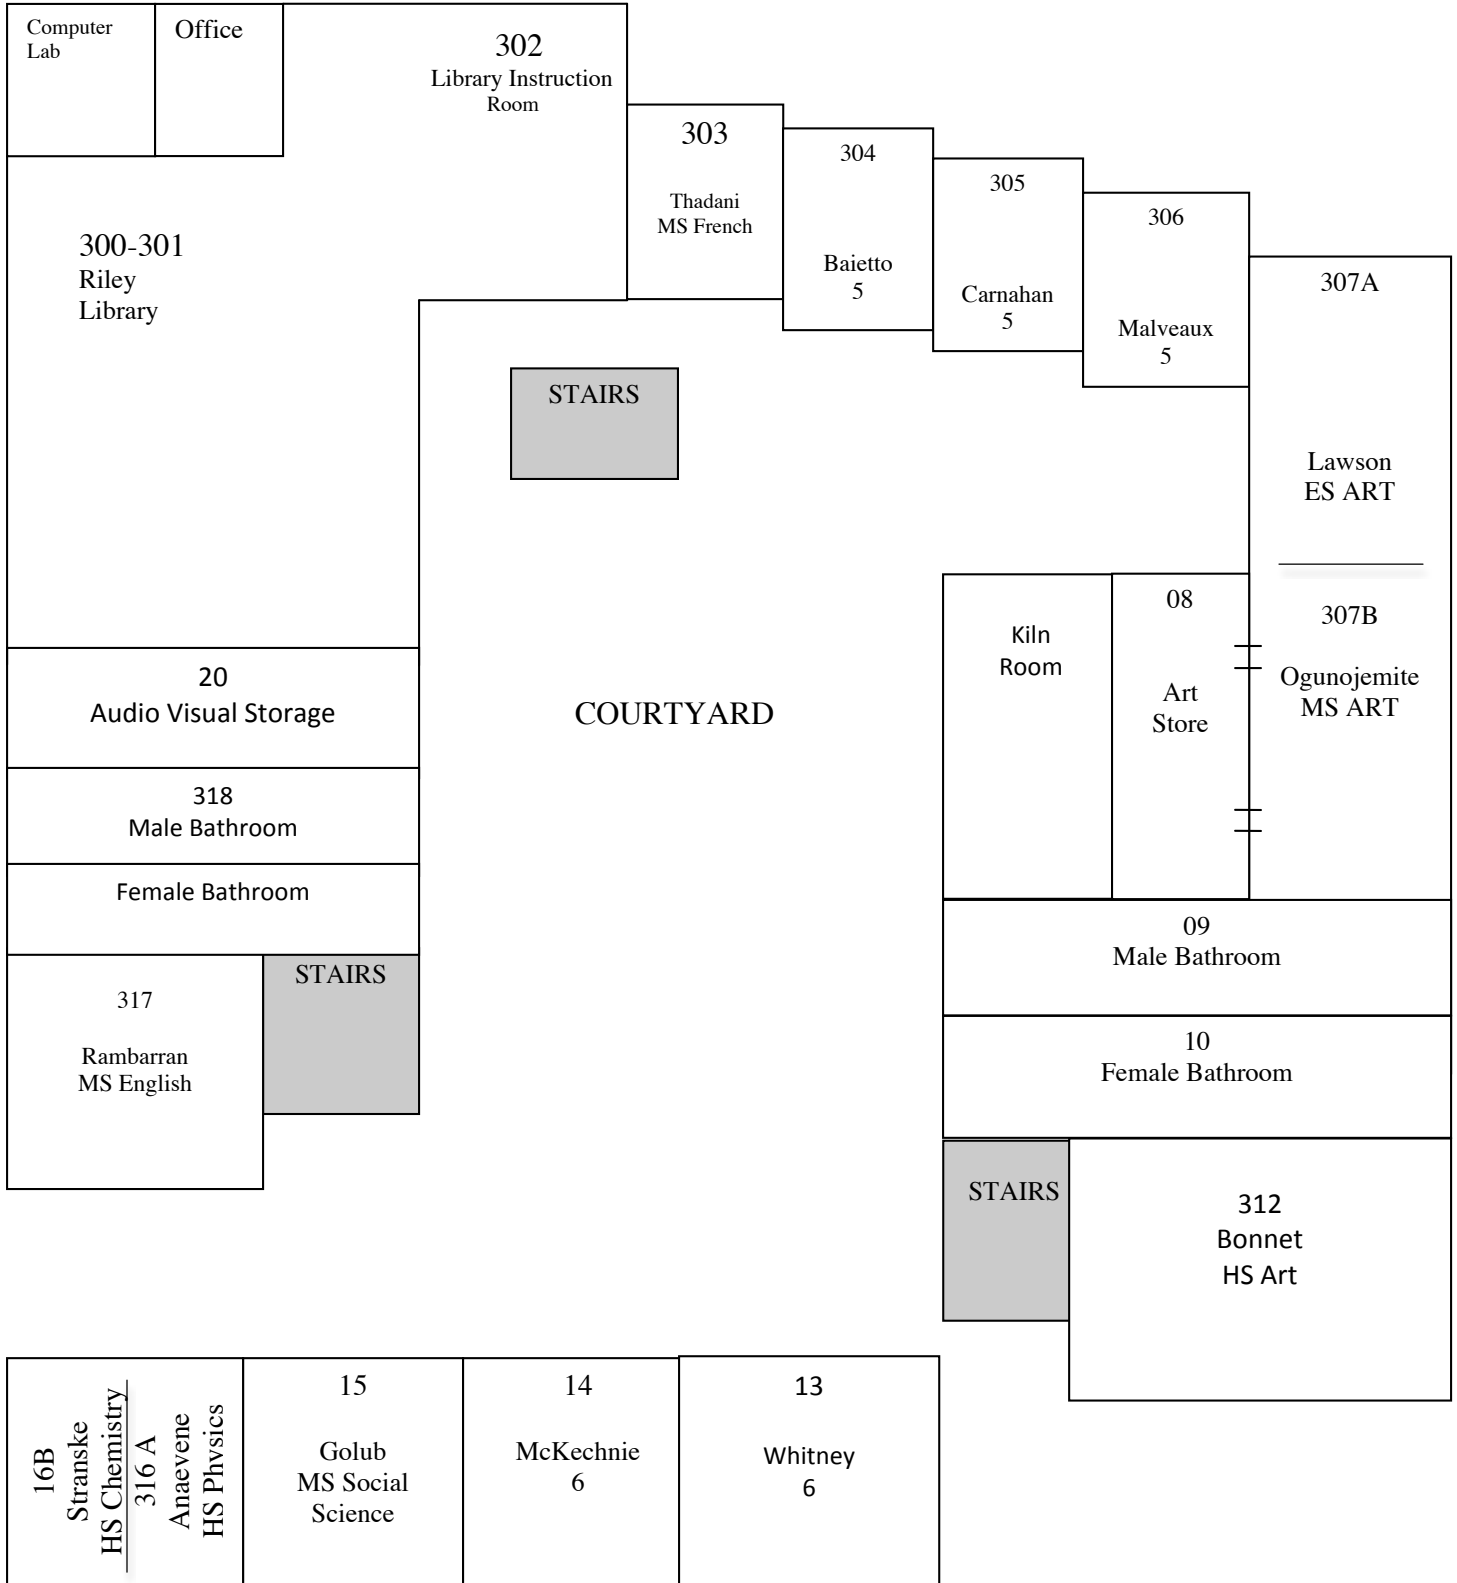 Computer
Lab
Office
302
Library Instruction
Room
303
Thadani
MS French
304
Baietto
5
305
Carnahan
5
306
Malveaux
5
300-301
Riley
Library
307A
Lawson
ES ART
STAIRS
Kiln
Room
08
Art
Store
307B
Ogunojemite
MS ART
20
Audio Visual Storage
COURTYARD
318
Male Bathroom
Female Bathroom
09
Male Bathroom
317
Rambarran
MS English
STAIRS
10
Female Bathroom
STAIRS
312
Bonnet
HS Art
16B
Stranske
HS Chemistry
316 A
Anaevene
HS Physics
15
Golub
MS Social
Science
14
McKechnie
6
13
Whitney
6